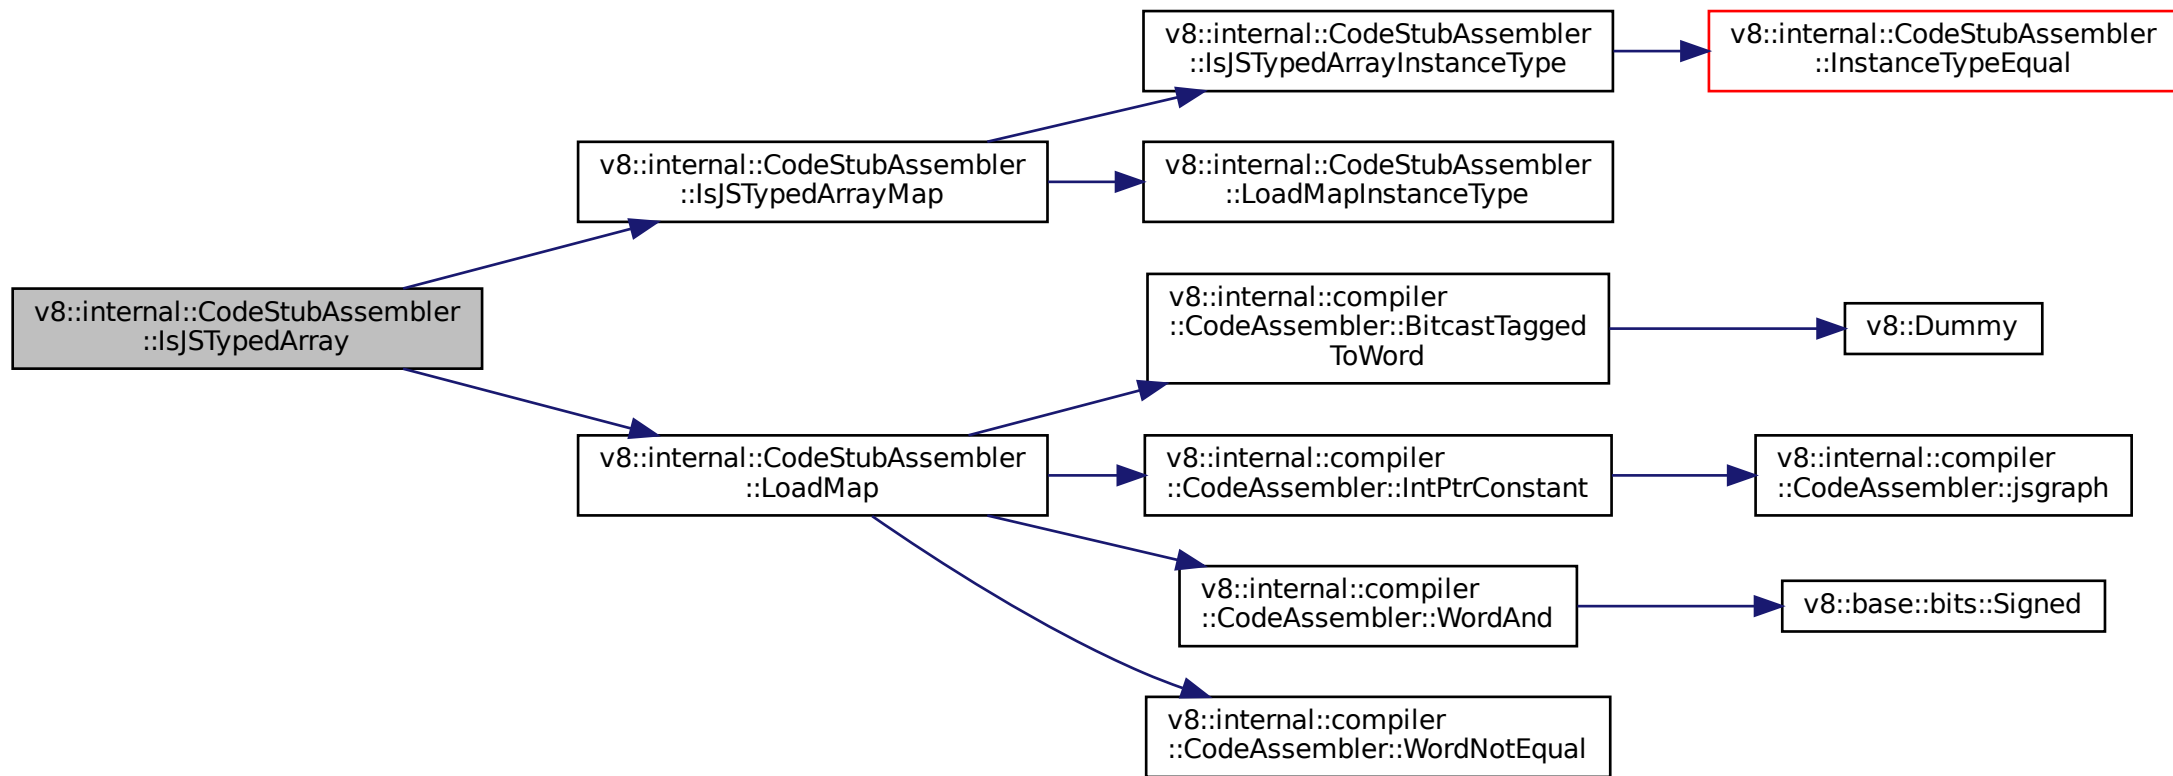 v8::internal::CodeStubAssembler
::IsJSTypedArray
v8::internal::CodeStubAssembler
::IsJSTypedArrayMap
v8::internal::CodeStubAssembler
::IsJSTypedArrayInstanceType
v8::internal::CodeStubAssembler
::InstanceTypeEqual
v8::internal::CodeStubAssembler
::LoadMapInstanceType
v8::internal::CodeStubAssembler
::LoadMap
v8::internal::compiler
::CodeAssembler::BitcastTagged
ToWord
v8::Dummy
v8::internal::compiler
::CodeAssembler::IntPtrConstant
v8::internal::compiler
::CodeAssembler::jsgraph
v8::internal::compiler
::CodeAssembler::WordAnd
v8::base::bits::Signed
v8::internal::compiler
::CodeAssembler::WordNotEqual